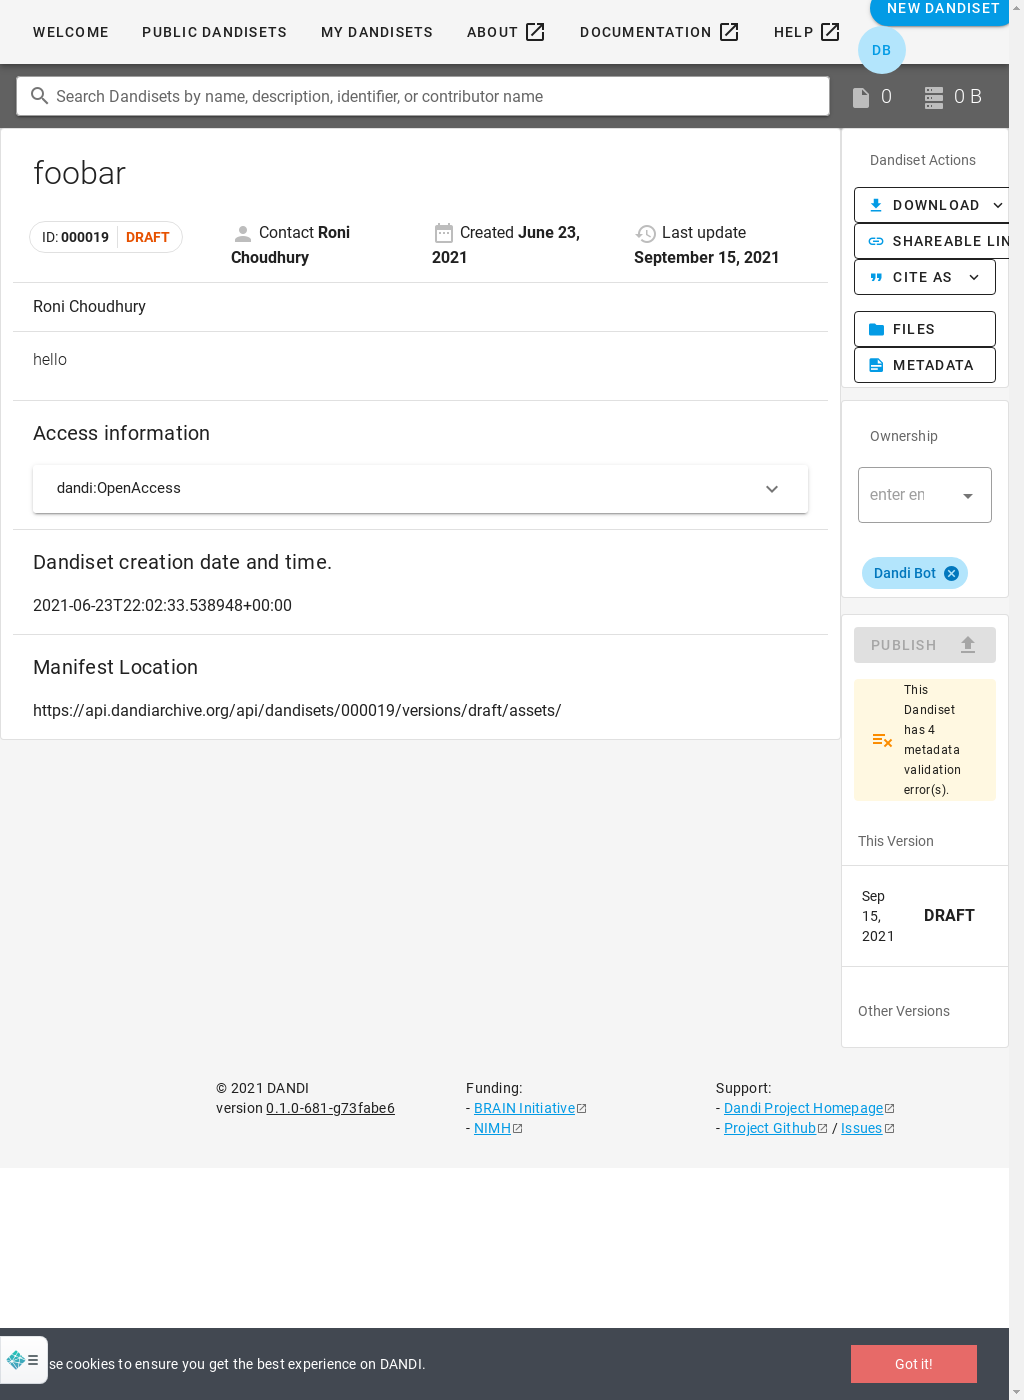 WELCOME PUBLIC DANDISETS MY DANDISETS ABOUT DOCUMENTATION HELP NEW DANDISET
DB
Search Dandisets by name, description, identifier, or contributor name 0 0 B
foobar
ID: 000019 DRAFT
Contact Roni
Choudhury
Created June 23,
2021
Last update
September 15, 2021
Roni Choudhury
hello
Access information
dandi:OpenAccess
Dandiset creation date and time.
2021-06-23T22:02:33.538948+00:00
Manifest Location
https://api.dandiarchive.org/api/dandisets/000019/versions/draft/assets/
Dandiset Actions
DOWNLOAD
SHAREABLE LIN
CITE AS
FILES
METADATA
Ownership
enter en
Dandi Bot
PUBLISH
This
Dandiset
has 4
metadata
validation
error(s).
This Version
Sep
15,
2021
DRAFT
Other Versions
© 2021 DANDI
version 0.1.0-681-g73fabe6
Funding:
- BRAIN Initiative
- NIMH
Support:
- Dandi Project Homepage
- Project Github / Issues
se cookies to ensure you get the best experience on DANDI.
Got it!